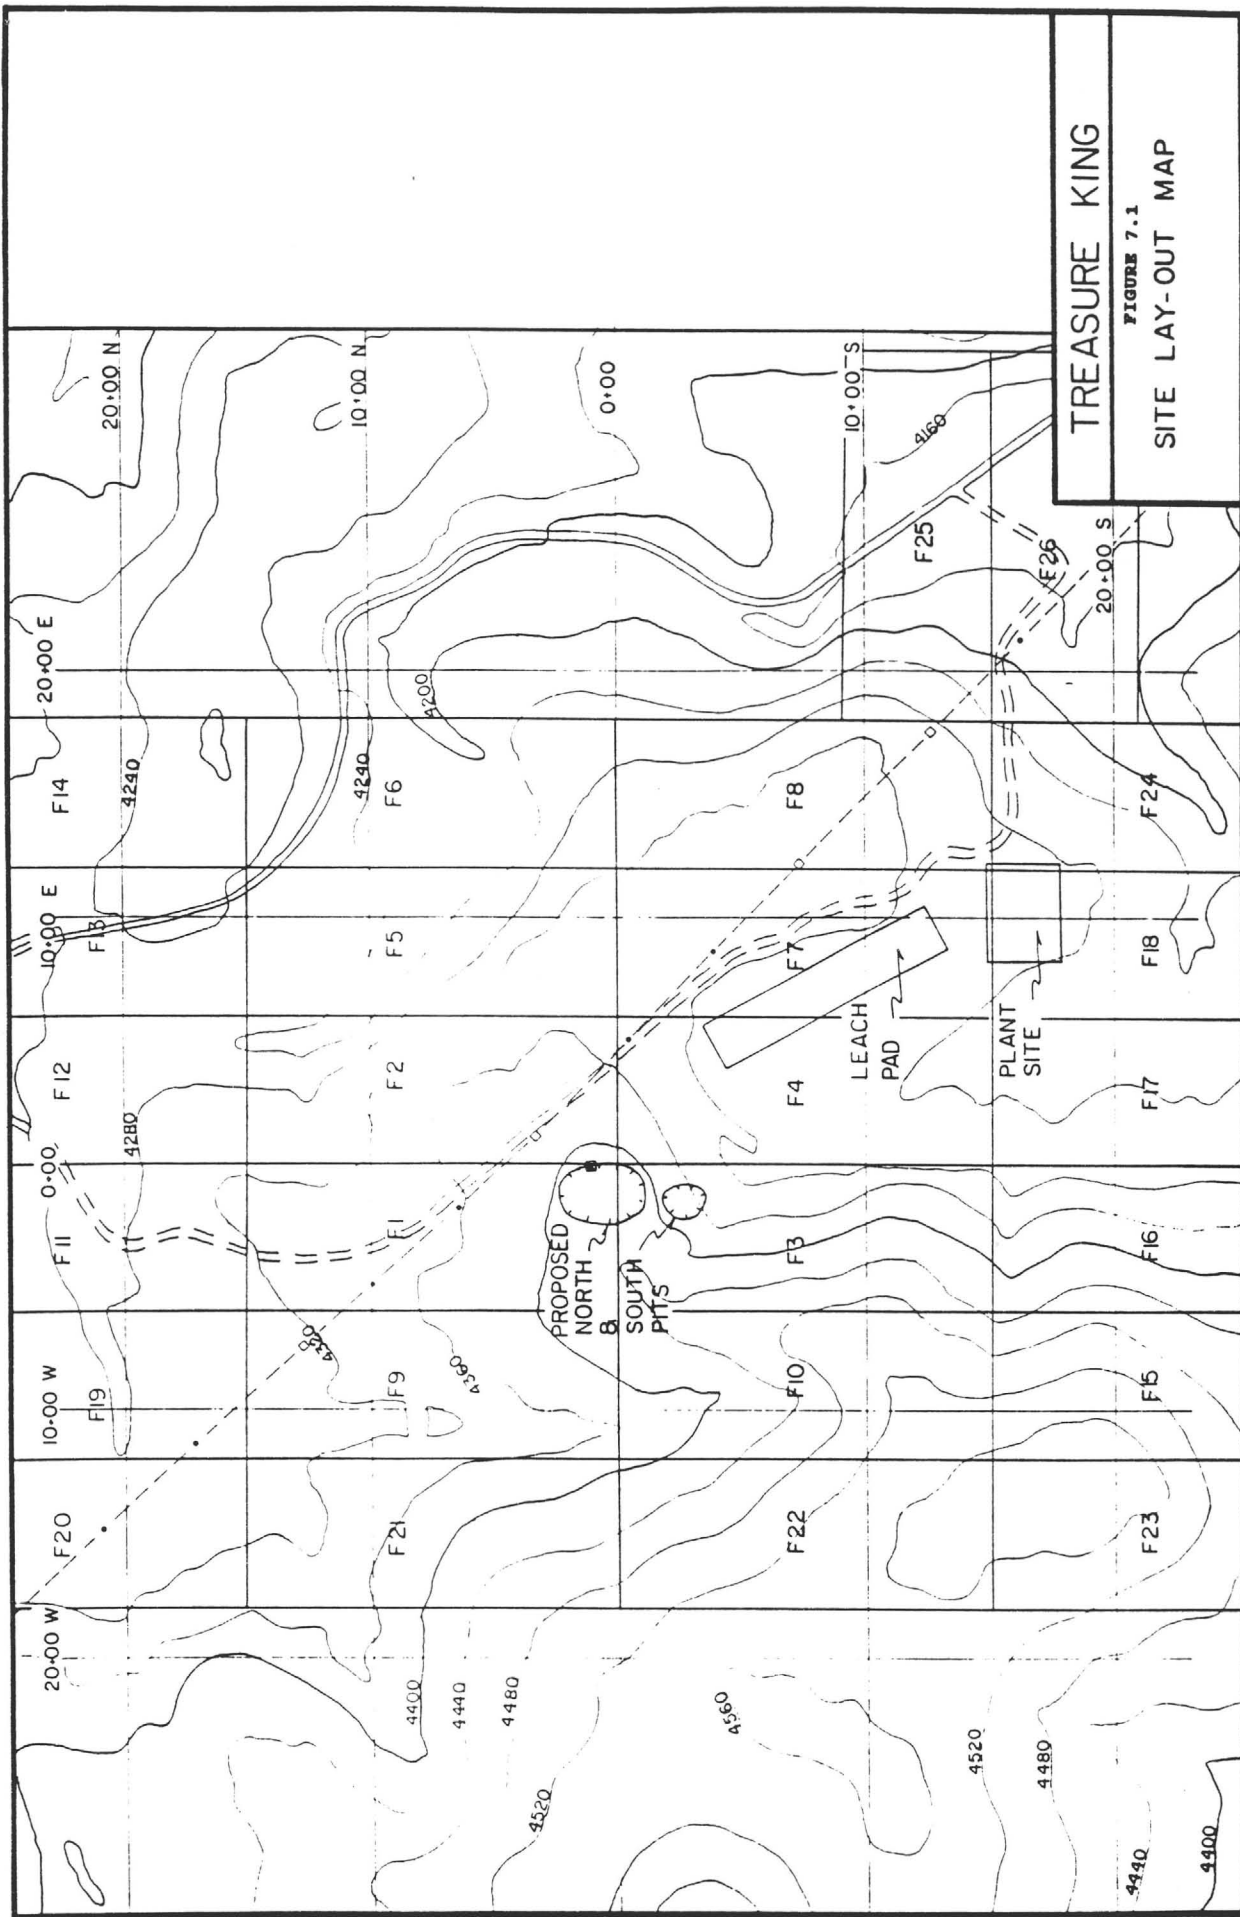 20+00 W
10+00 W
0+00
10+00 E
20+00 E
20+00 N
10+00 N
0+00
10+00 S
20+00 S
F20
F19
F11
F12
F13
F14
4280
4240
F21
F9
F1
F2
F5
F6
4240
4200
4360
4400
4440
4480
4520
4560
PROPOSED
NORTH
&
SOUTH
PITS
F22
F10
F3
F4
F7
F8
LEACH
PAD
PLANT
SITE
F25
4160
F26
F23
F15
F16
F17
F18
F24
4520
4480
4440
4400
TREASURE KING
FIGURE 7.1
SITE LAY-OUT MAP